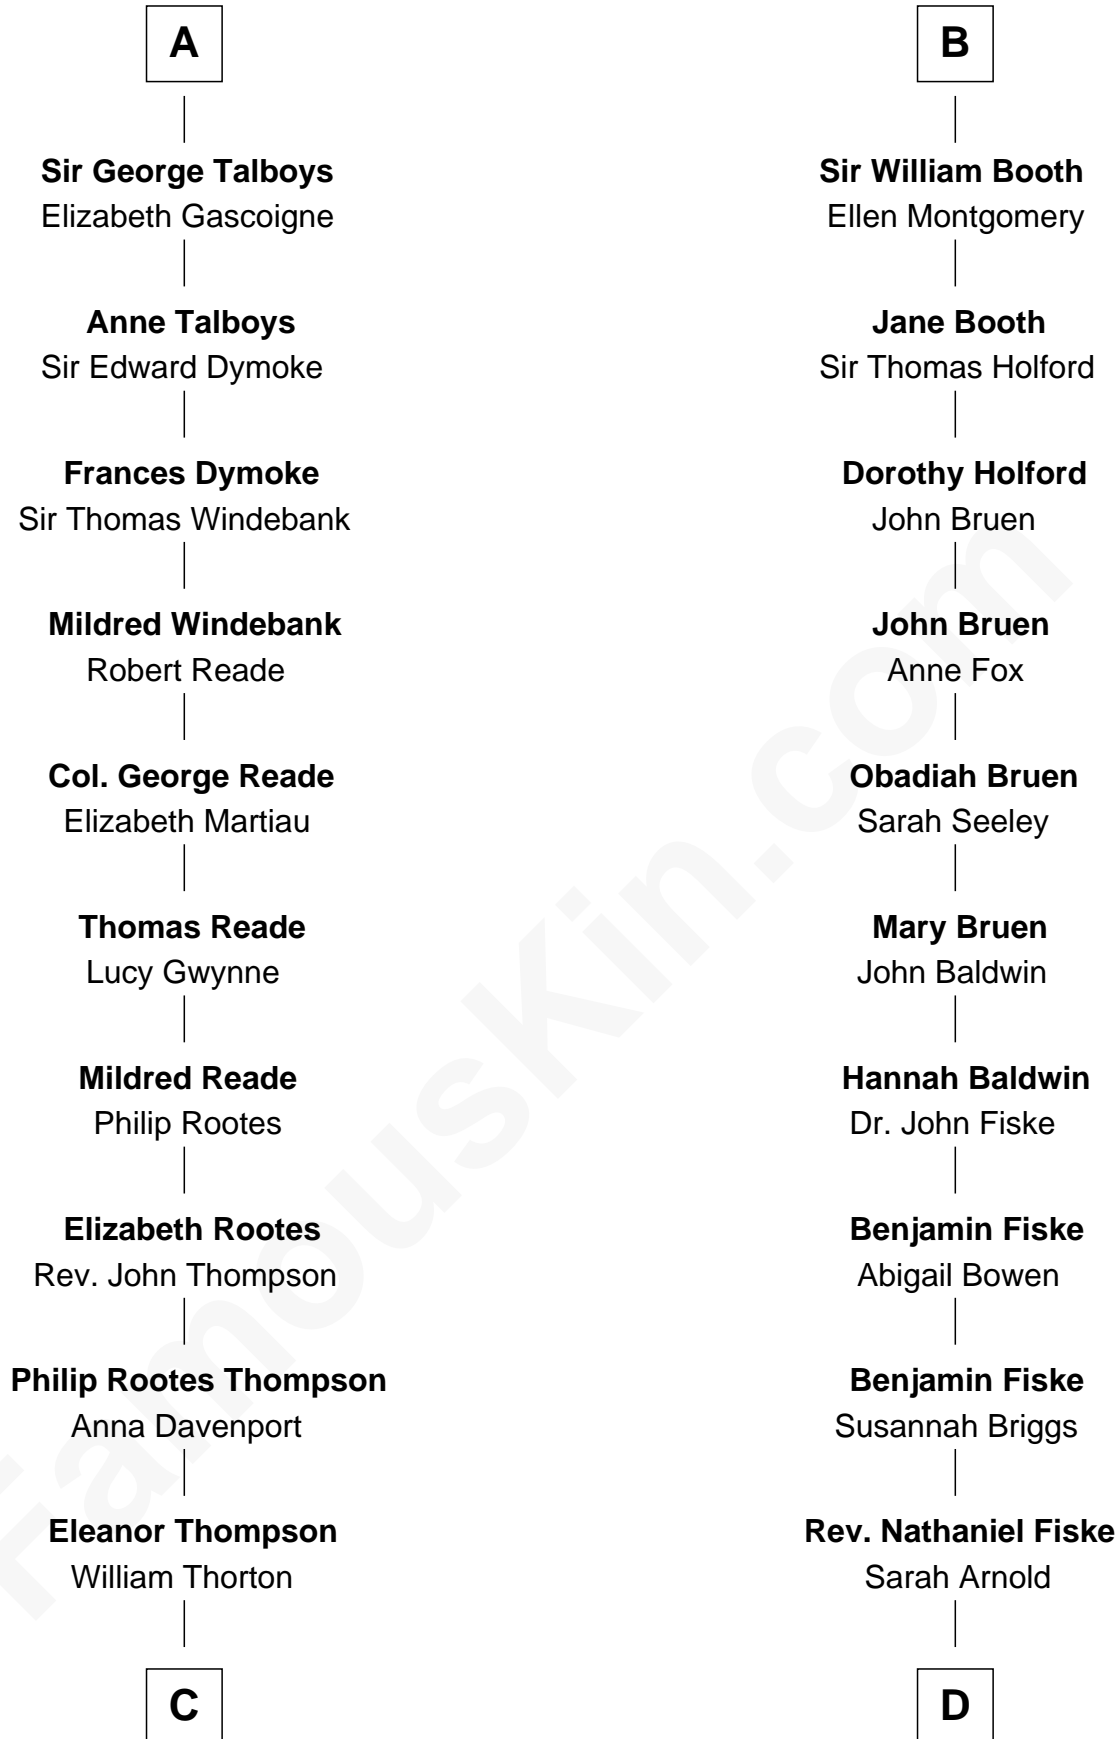 A
Sir George Talboys
Elizabeth Gascoigne
Anne Talboys
Sir Edward Dymoke
Frances Dymoke
Sir Thomas Windebank
Mildred Windebank
Robert Reade
Col. George Reade
Elizabeth Martiau
Thomas Reade
Lucy Gwynne
Mildred Reade
Philip Rootes
Elizabeth Rootes
Rev. John Thompson
Philip Rootes Thompson
Anna Davenport
Eleanor Thompson
William Thorton
C
B
Sir William Booth
Ellen Montgomery
Jane Booth
Sir Thomas Holford
Dorothy Holford
John Bruen
John Bruen
Anne Fox
Obadiah Bruen
Sarah Seeley
Mary Bruen
John Baldwin
Hannah Baldwin
Dr. John Fiske
Benjamin Fiske
Abigail Bowen
Benjamin Fiske
Susannah Briggs
Rev. Nathaniel Fiske
Sarah Arnold
D
FamousKin.com